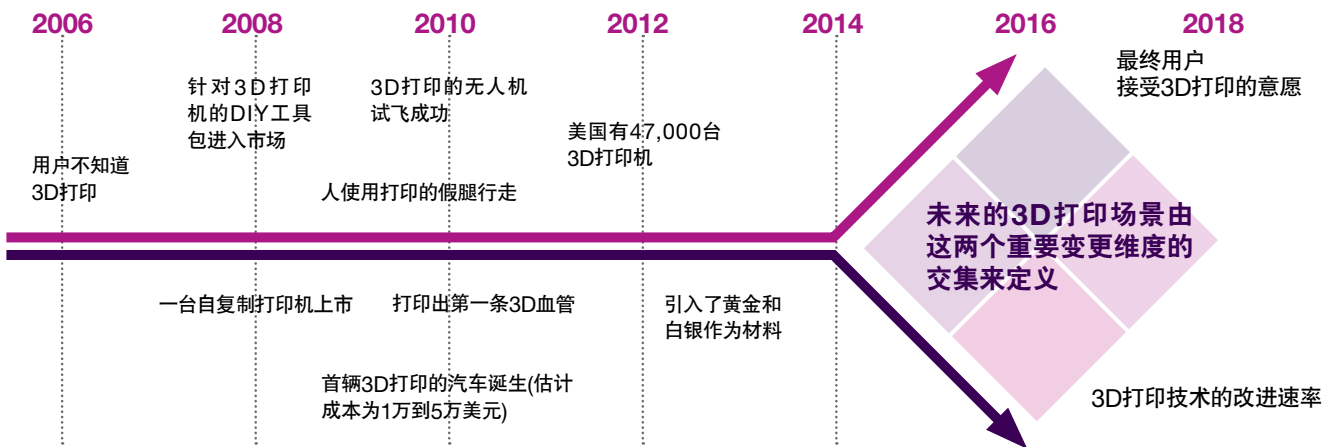 2006
2008
2010
2012
2014
2016
2018
用户不知道
3D打印
针对3D打印
机的DIY工具
包进入市场
3D打印的无人机
试飞成功
人使用打印的假腿行走
美国有47,000台
3D打印机
最终用户
接受3D打印的意愿
未来的3D打印场景由
这两个重要变更维度的
交集来定义
一台自复制打印机上市
打印出第一条3D血管
引入了黄金和
白银作为材料
首辆3D打印的汽车诞生(估计
成本为1万到5万美元)
3D打印技术的改进速率